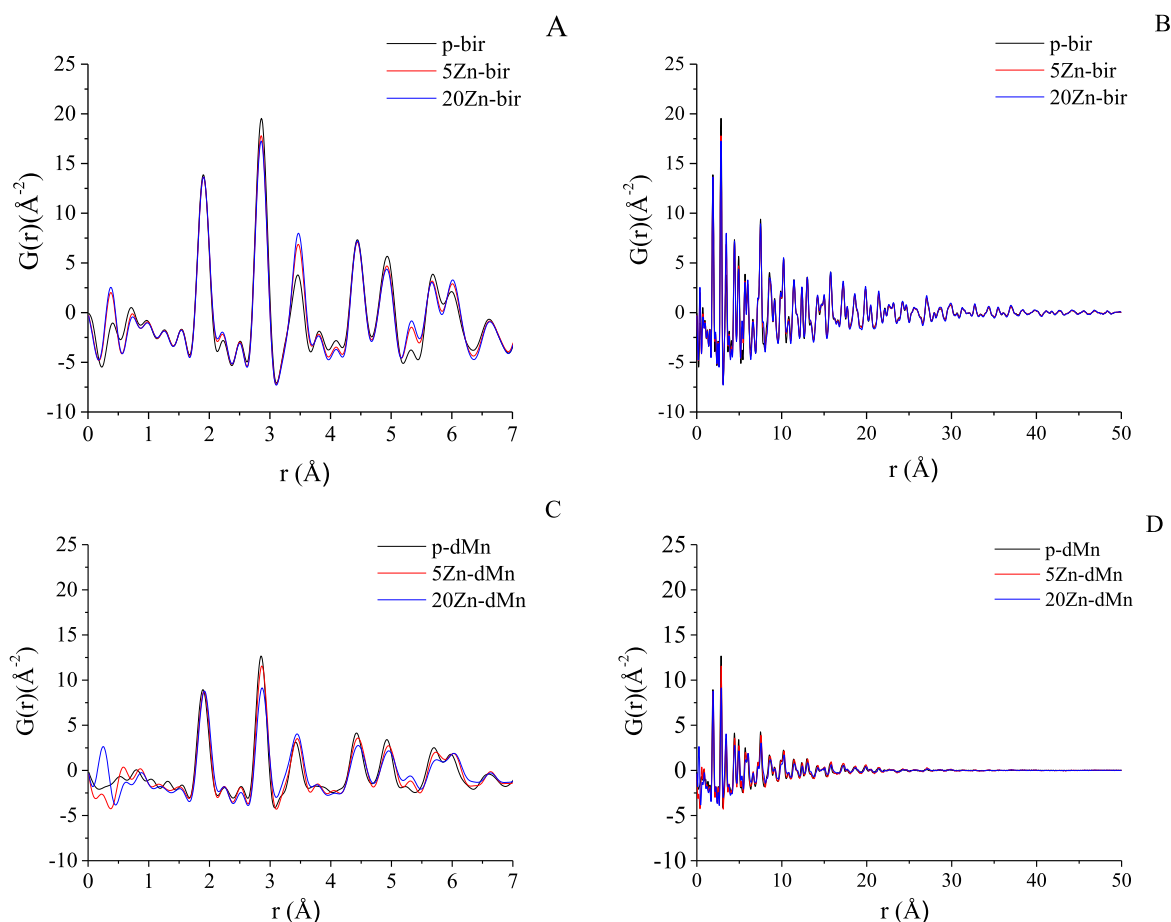 A
p-bir
5Zn-bir
20Zn-bir
25
20
15
10
5
0
-5
-10
G(r)(Å⁻²)
0 1 2 3 4 5 6 7
r (Å)
B
p-bir
5Zn-bir
20Zn-bir
25
20
15
10
5
0
-5
-10
G(r)(Å⁻²)
0 10 20 30 40 50
r (Å)
C
p-dMn
5Zn-dMn
20Zn-dMn
25
20
15
10
5
0
-5
-10
G(r)(Å⁻²)
0 1 2 3 4 5 6 7
r (Å)
D
p-dMn
5Zn-dMn
20Zn-dMn
25
20
15
10
5
0
-5
-10
G(r)(Å⁻²)
0 10 20 30 40 50
r (Å)